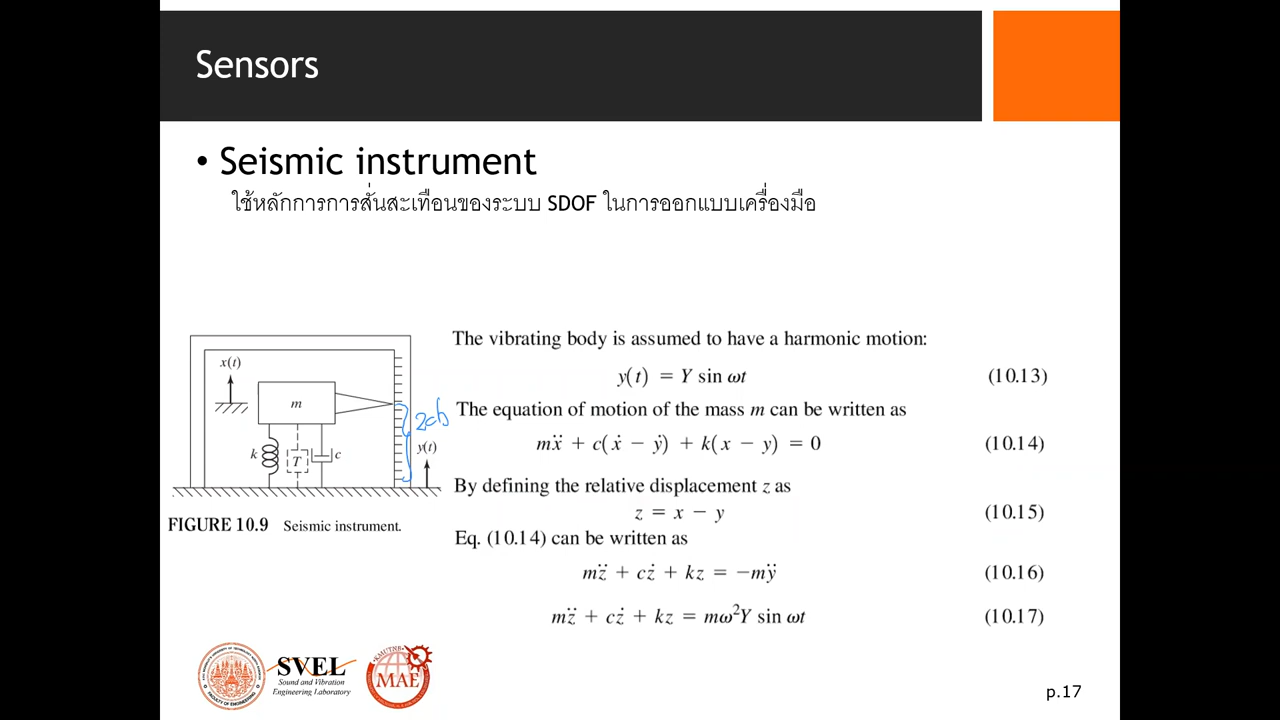 Sensors
• Seismic instrument
ใช้หลักการการสั่นสะเทือนของระบบ SDOF ในการออกแบบเครื่องมือ
x(t)
m
k
T
c
y(t)
FIGURE 10.9 Seismic instrument.
The vibrating body is assumed to have a harmonic motion:
y(t) = Y sin ωt (10.13)
The equation of motion of the mass m can be written as
mẍ + c(ẋ − ẏ) + k(x − y) = 0 (10.14)
By defining the relative displacement z as
z = x − y (10.15)
Eq. (10.14) can be written as
mz̈ + cż + kz = −mÿ (10.16)
mz̈ + cż + kz = mω²Y sin ωt (10.17)
SVEL
Sound and Vibration
Engineering Laboratory
KMUTNB
MAE
p.17